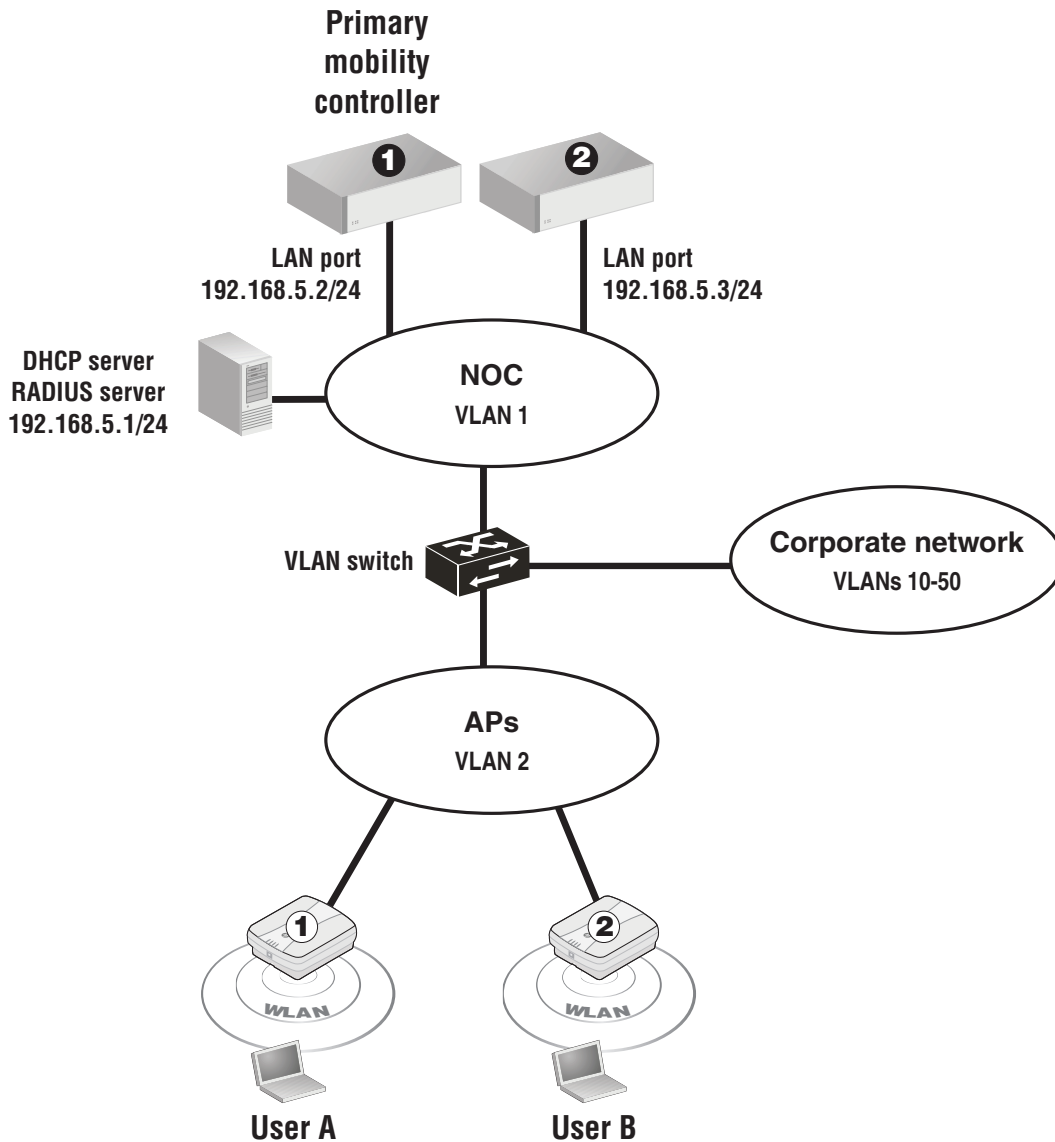 Primary
mobility
controller
1
2
LAN port
192.168.5.2/24
LAN port
192.168.5.3/24
DHCP server
RADIUS server
192.168.5.1/24
NOC
VLAN 1
VLAN switch
Corporate network
VLANs 10-50
APs
VLAN 2
1
2
WLAN
WLAN
User A
User B